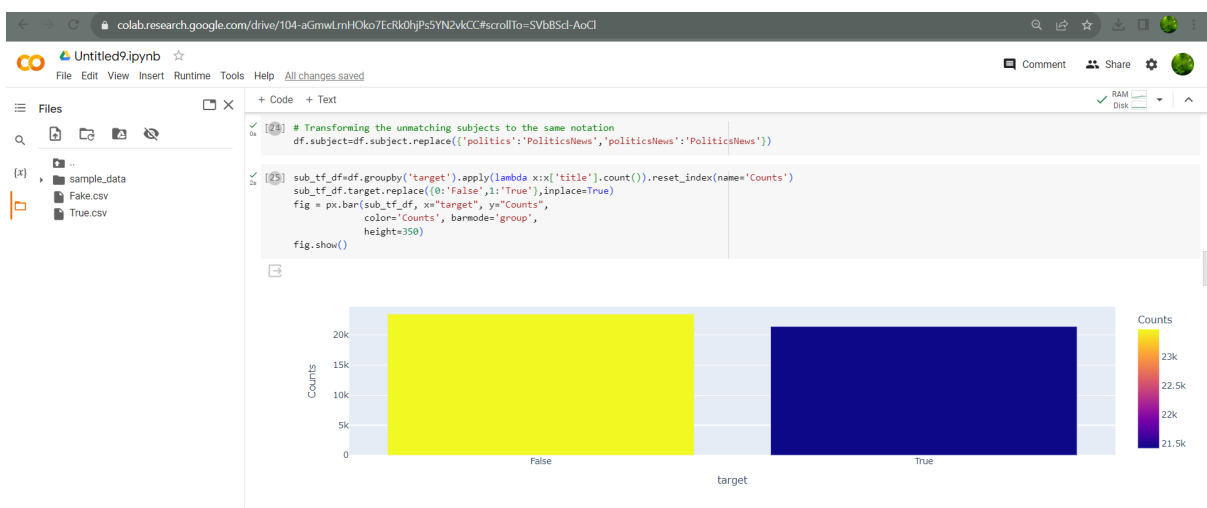 colab.research.google.com/drive/104-aGmwLrnHOko7EcRk0hjPs5YN2vkCC#scrollTo=SVbBScl-AoCl
Untitled9.ipynb
File Edit View Insert Runtime Tools Help All changes saved
Comment Share
Files
+ Code + Text
RAM
Disk
{x}
..
sample_data
Fake.csv
True.csv
0s [24] # Transforming the unmatching subjects to the same notation
df.subject=df.subject.replace({'politics':'PoliticsNews','politicsNews':'PoliticsNews'})
2s [25] sub_tf_df=df.groupby('target').apply(lambda x:x['title'].count()).reset_index(name='Counts')
sub_tf_df.target.replace({0:'False',1:'True'},inplace=True)
fig = px.bar(sub_tf_df, x="target", y="Counts",
color='Counts', barmode='group',
height=350)
fig.show()
Counts
20k
15k
10k
5k
0
Counts
False
True
target
23k
22.5k
22k
21.5k